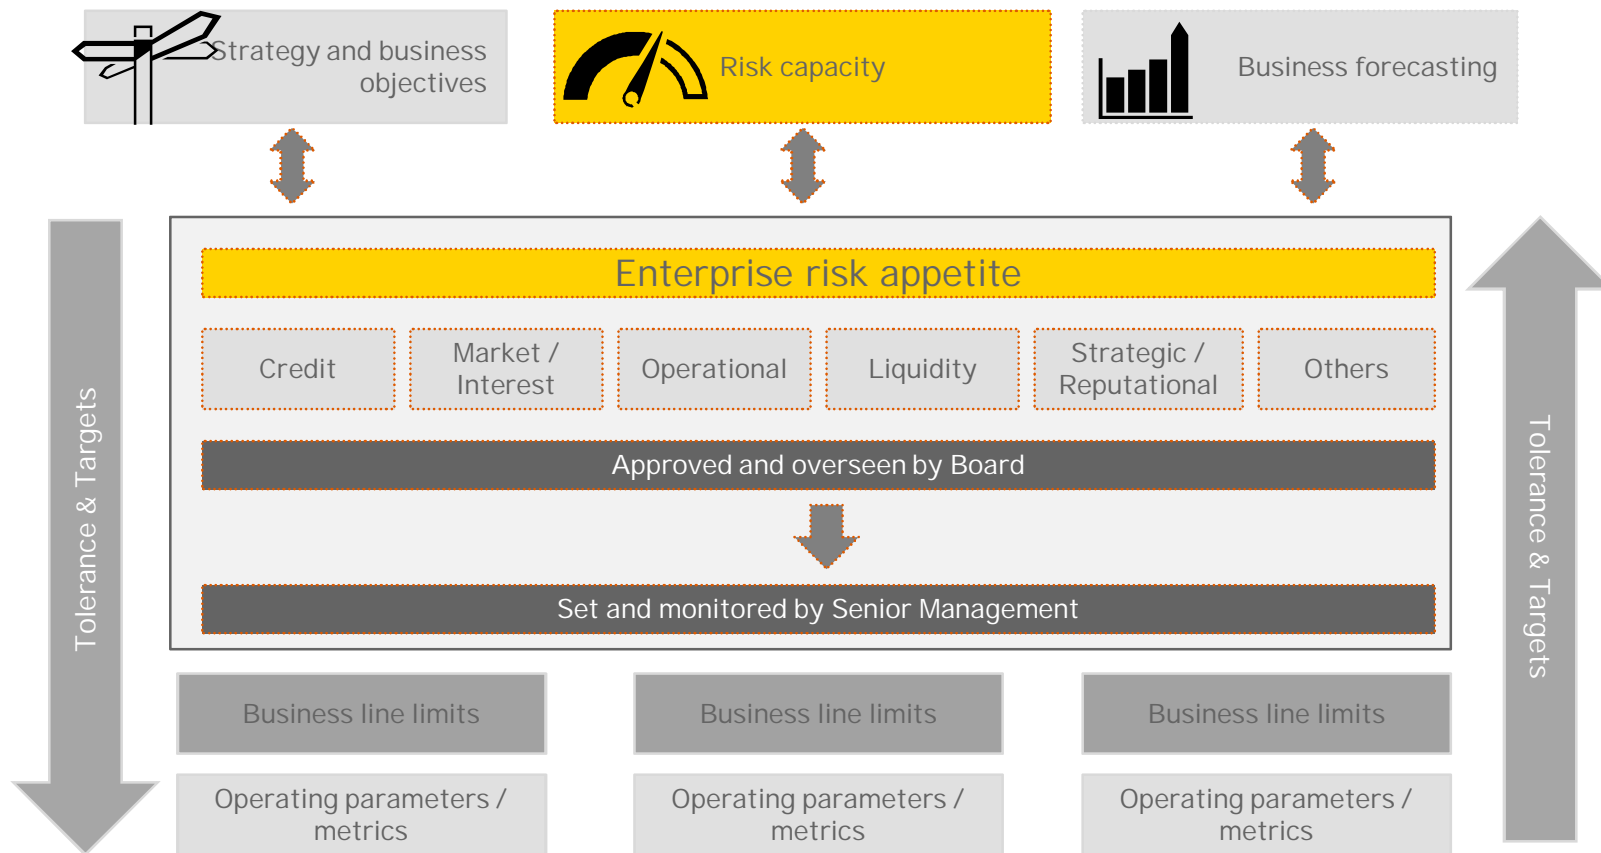 Strategy and business
objectives
Risk capacity
Business forecasting
Enterprise risk appetite
Credit
Market /
Interest
Operational
Liquidity
Strategic /
Reputational
Others
Approved and overseen by Board
Set and monitored by Senior Management
Tolerance & Targets
Tolerance & Targets
Business line limits
Business line limits
Business line limits
Operating parameters /
metrics
Operating parameters /
metrics
Operating parameters /
metrics